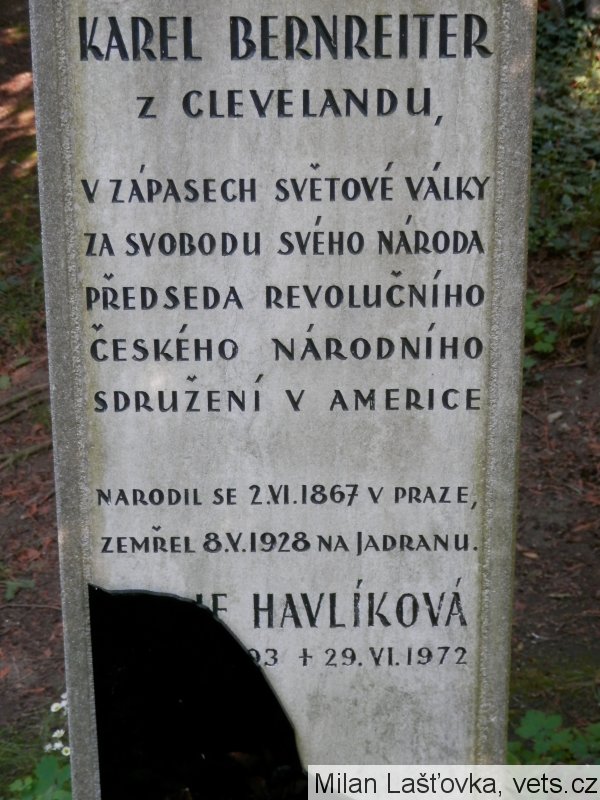 KAREL BERNREITER
Z CLEVELANDU,
V ZÁPASECH SVĚTOVÉ VÁLKY
ZA SVOBODU SVÉHO NÁRODA
PŘEDSEDA REVOLUČNÍHO
ČESKÉHO NÁRODNÍHO
SDRUŽENÍ V AMERICE
NARODIL SE 2.VI.1867 V PRAZE,
ZEMŘEL 8.V.1928 NA JADRANU.
HAVLÍKOVÁ
+ 29.VI.1972
Milan Lašťovka, vets.cz